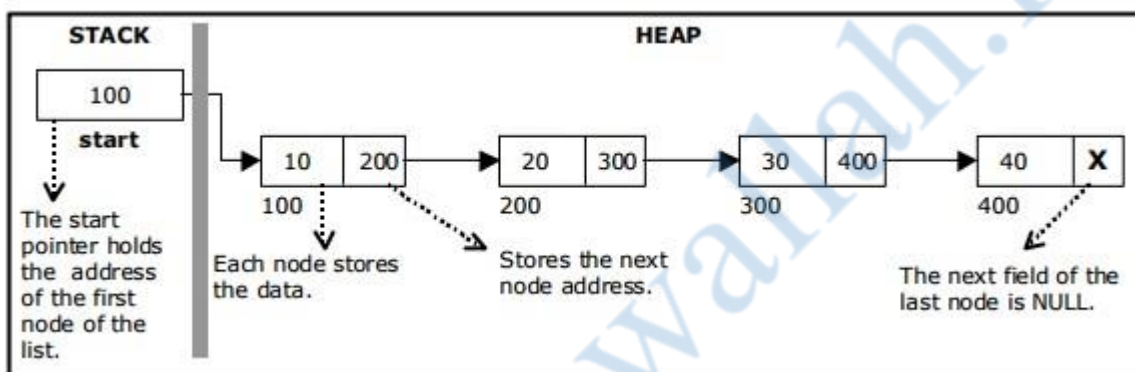 STACK
HEAP
100
start
10 200
20 300
30 400
40 X
100
200
300
400
The start
pointer holds
the address
of the first
node of the
list.
Each node stores
the data.
Stores the next
node address.
The next field of the
last node is NULL.
wallah.